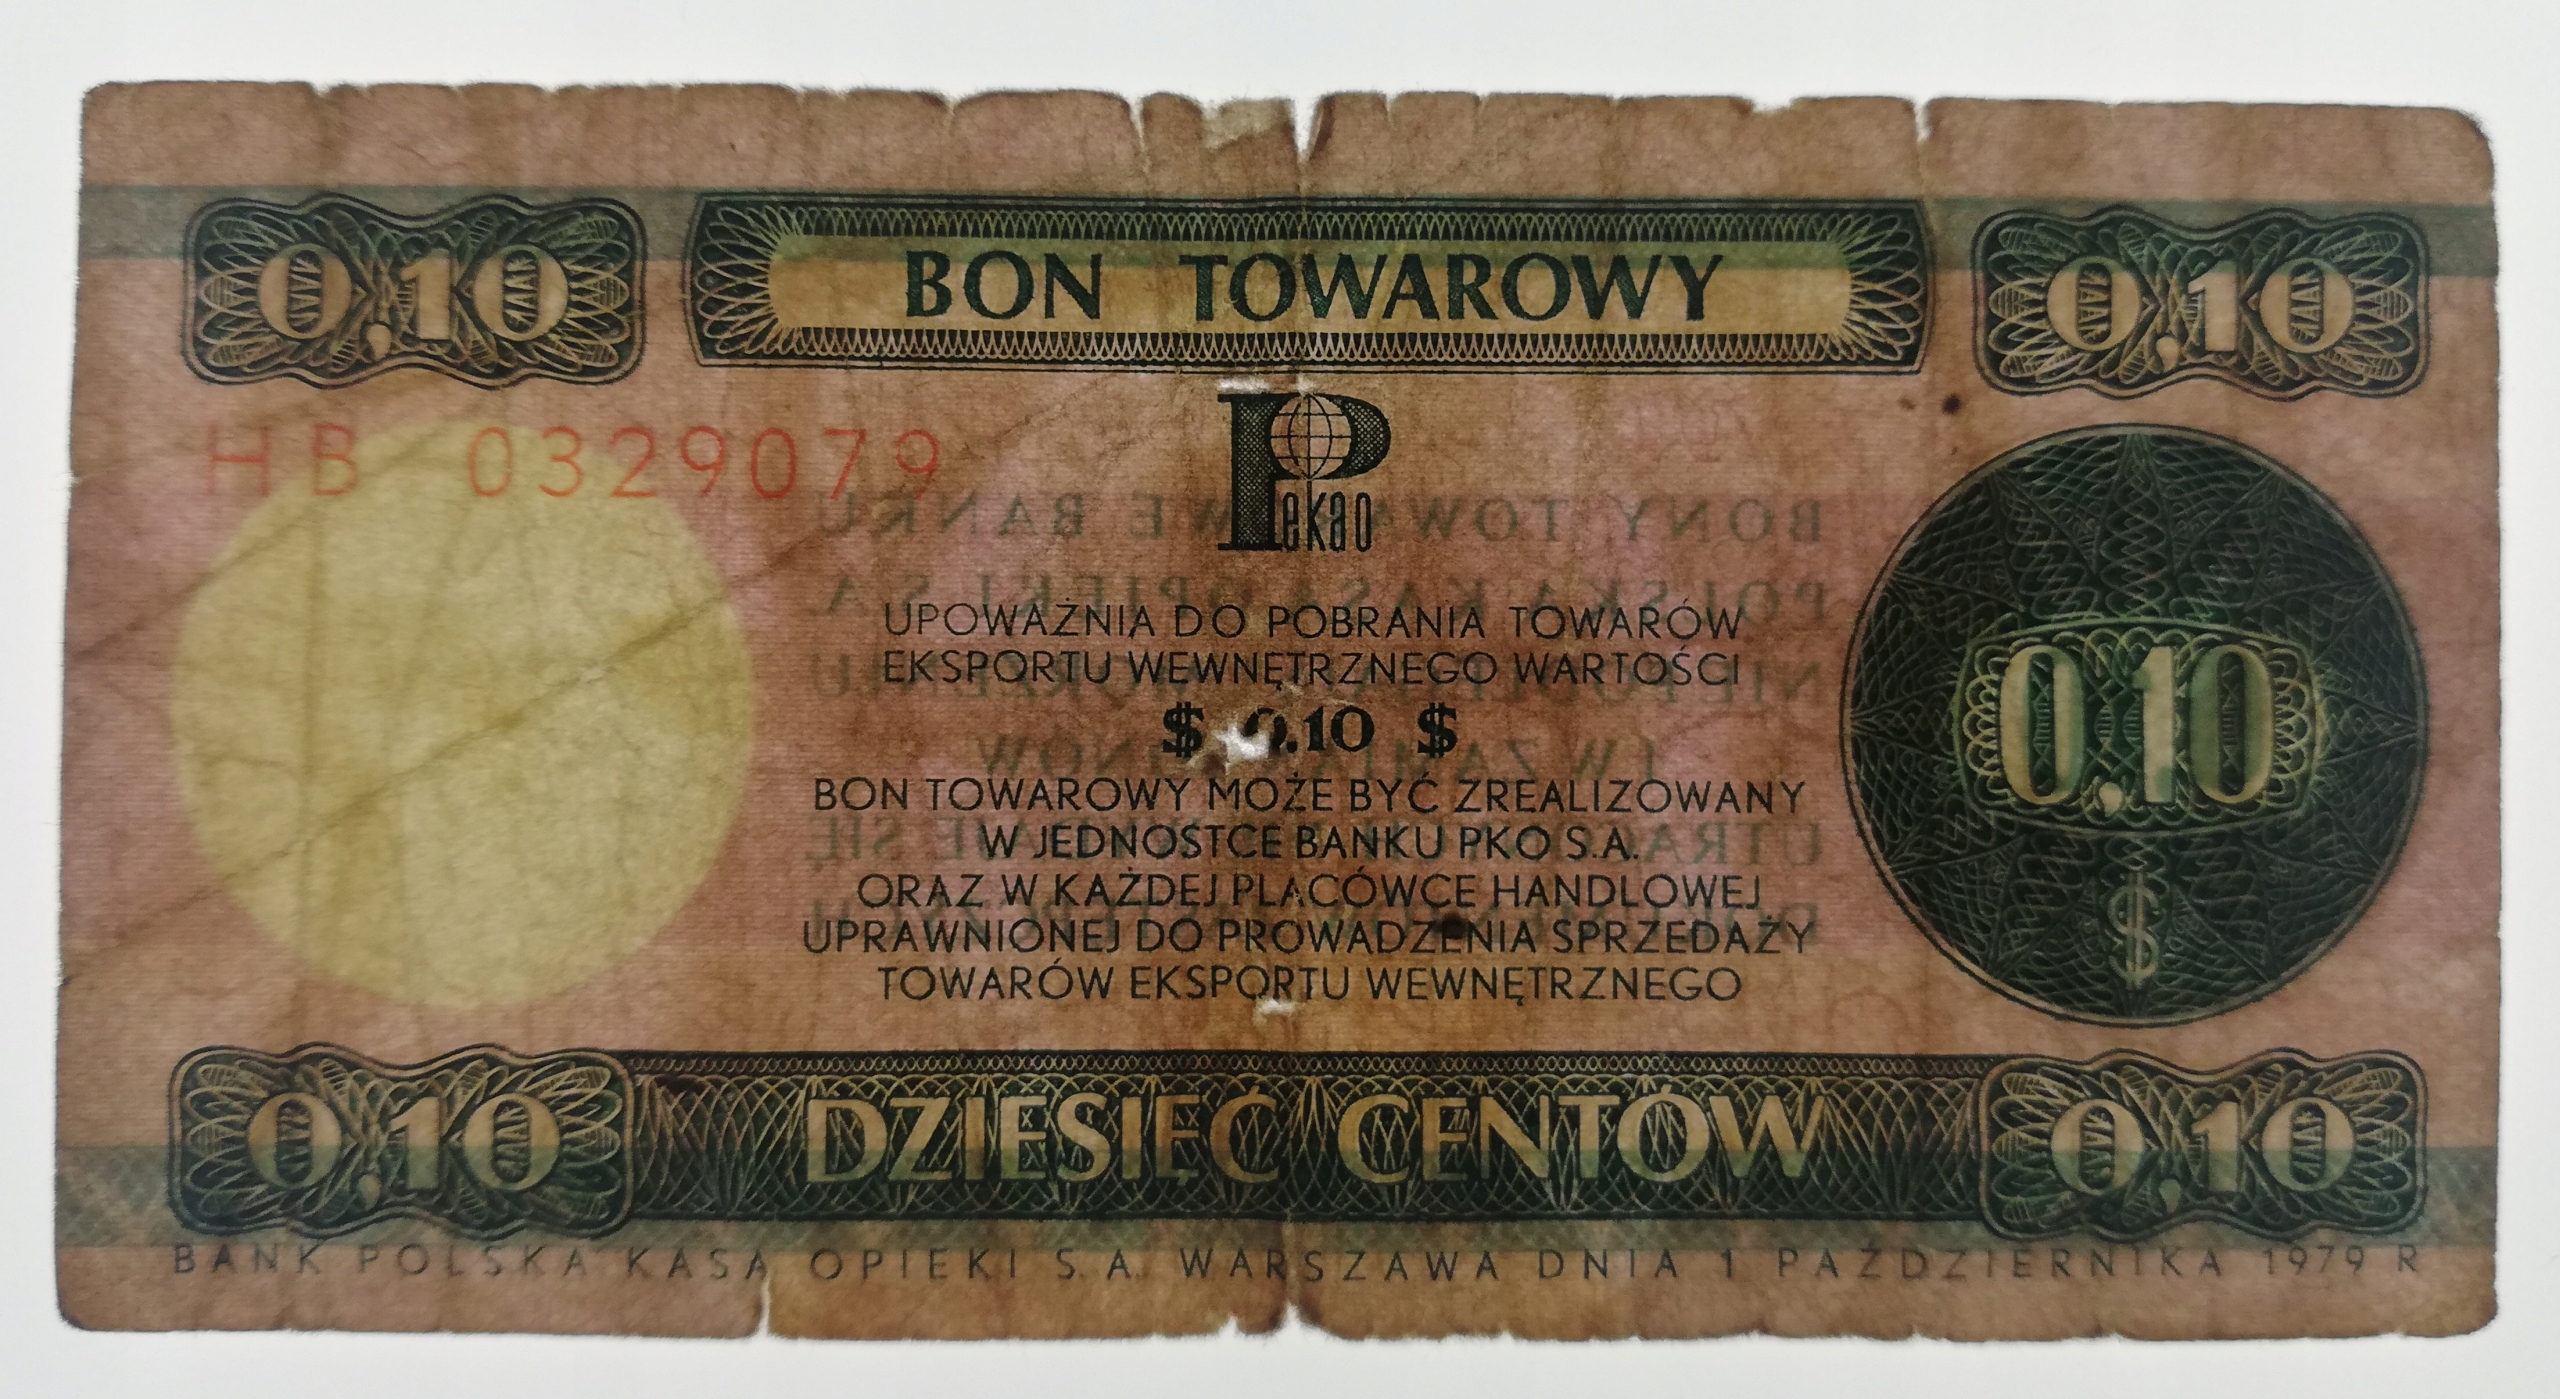 0,10 BON TOWAROWY 0,10
HB 0329079
Pekao
UPOWAŻNIA DO POBRANIA TOWARÓW
EKSPORTU WEWNĘTRZNEGO WARTOŚCI
$ 0.10 $
BON TOWAROWY MOŻE BYĆ ZREALIZOWANY
W JEDNOSTCE BANKU PKO S.A.
ORAZ W KAŻDEJ PLACÓWCE HANDLOWEJ
UPRAWNIONEJ DO PROWADZENIA SPRZEDAŻY
TOWARÓW EKSPORTU WEWNĘTRZNEGO
0,10
$
0,10 DZIESIĘĆ CENTÓW 0,10
BANK POLSKA KASA OPIEKI S.A. WARSZAWA DNIA 1 PAŹDZIERNIKA 1979 R